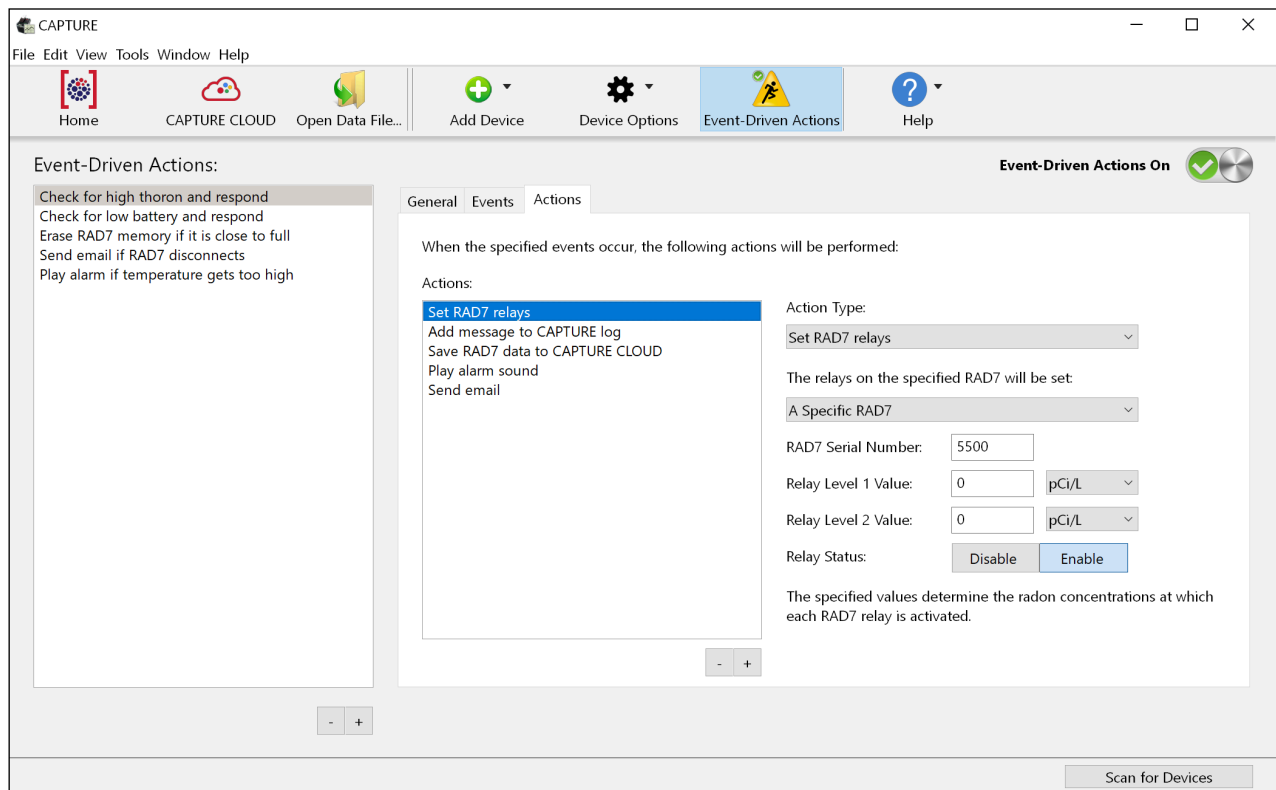 CAPTURE
File Edit View Tools Window Help
Home CAPTURE CLOUD Open Data File... Add Device Device Options Event-Driven Actions Help
Event-Driven Actions:
Event-Driven Actions On
Check for high thoron and respond
Check for low battery and respond
Erase RAD7 memory if it is close to full
Send email if RAD7 disconnects
Play alarm if temperature gets too high
- +
General Events Actions
When the specified events occur, the following actions will be performed:
Actions:
Set RAD7 relays
Add message to CAPTURE log
Save RAD7 data to CAPTURE CLOUD
Play alarm sound
Send email
- +
Action Type:
Set RAD7 relays
The relays on the specified RAD7 will be set:
A Specific RAD7
RAD7 Serial Number: 5500
Relay Level 1 Value: 0 pCi/L
Relay Level 2 Value: 0 pCi/L
Relay Status: Disable Enable
The specified values determine the radon concentrations at which
each RAD7 relay is activated.
Scan for Devices